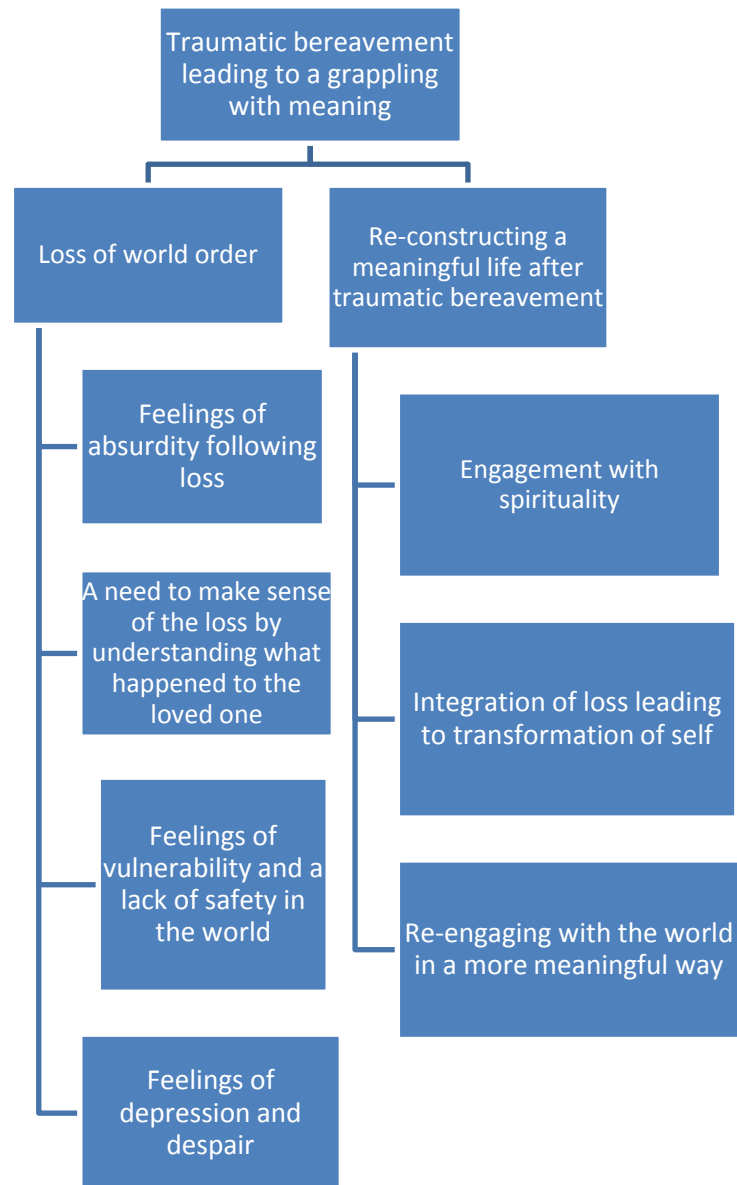 Traumatic bereavement
leading to a grappling
with meaning
Loss of world order
Re-constructing a
meaningful life after
traumatic bereavement
Feelings of
absurdity following
loss
A need to make sense
of the loss by
understanding what
happened to the
loved one
Feelings of
vulnerability and a
lack of safety in
the world
Feelings of
depression and
despair
Engagement with
spirituality
Integration of loss leading
to transformation of self
Re-engaging with the world
in a more meaningful way